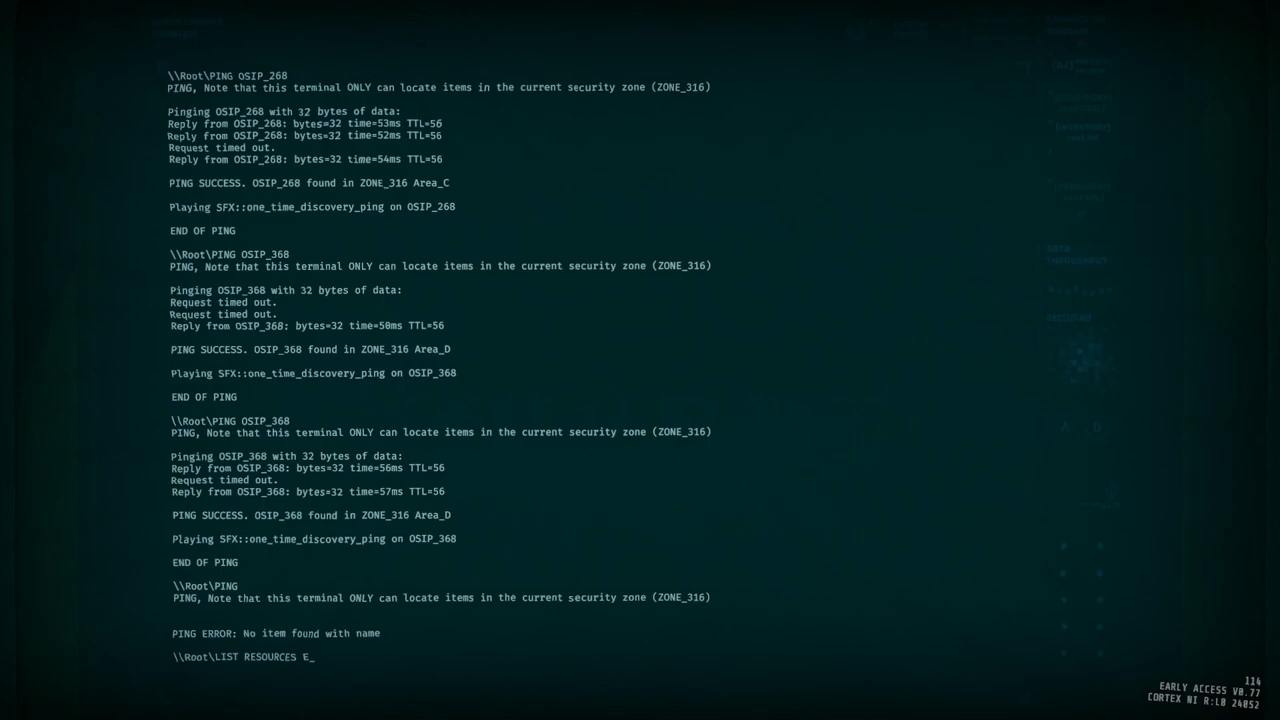 \\Root\PING OSIP_268
PING, Note that this terminal ONLY can locate items in the current security zone (ZONE_316)
Pinging OSIP_268 with 32 bytes of data:
Reply from OSIP_268: bytes=32 time=53ms TTL=56
Reply from OSIP_268: bytes=32 time=52ms TTL=56
Request timed out.
Reply from OSIP_268: bytes=32 time=54ms TTL=56
PING SUCCESS. OSIP_268 found in ZONE_316 Area_C
Playing SFX::one_time_discovery_ping on OSIP_268
END OF PING
\\Root\PING OSIP_368
PING, Note that this terminal ONLY can locate items in the current security zone (ZONE_316)
Pinging OSIP_368 with 32 bytes of data:
Request timed out.
Request timed out.
Reply from OSIP_368: bytes=32 time=50ms TTL=56
PING SUCCESS. OSIP_368 found in ZONE_316 Area_D
Playing SFX::one_time_discovery_ping on OSIP_368
END OF PING
\\Root\PING OSIP_368
PING, Note that this terminal ONLY can locate items in the current security zone (ZONE_316)
Pinging OSIP_368 with 32 bytes of data:
Reply from OSIP_368: bytes=32 time=56ms TTL=56
Request timed out.
Reply from OSIP_368: bytes=32 time=57ms TTL=56
PING SUCCESS. OSIP_368 found in ZONE_316 Area_D
Playing SFX::one_time_discovery_ping on OSIP_368
END OF PING
\\Root\PING
PING, Note that this terminal ONLY can locate items in the current security zone (ZONE_316)
PING ERROR: No item found with name
\\Root\LIST RESOURCES E_
114
EARLY ACCESS V0.77
CORTEX NI R:L0 24052